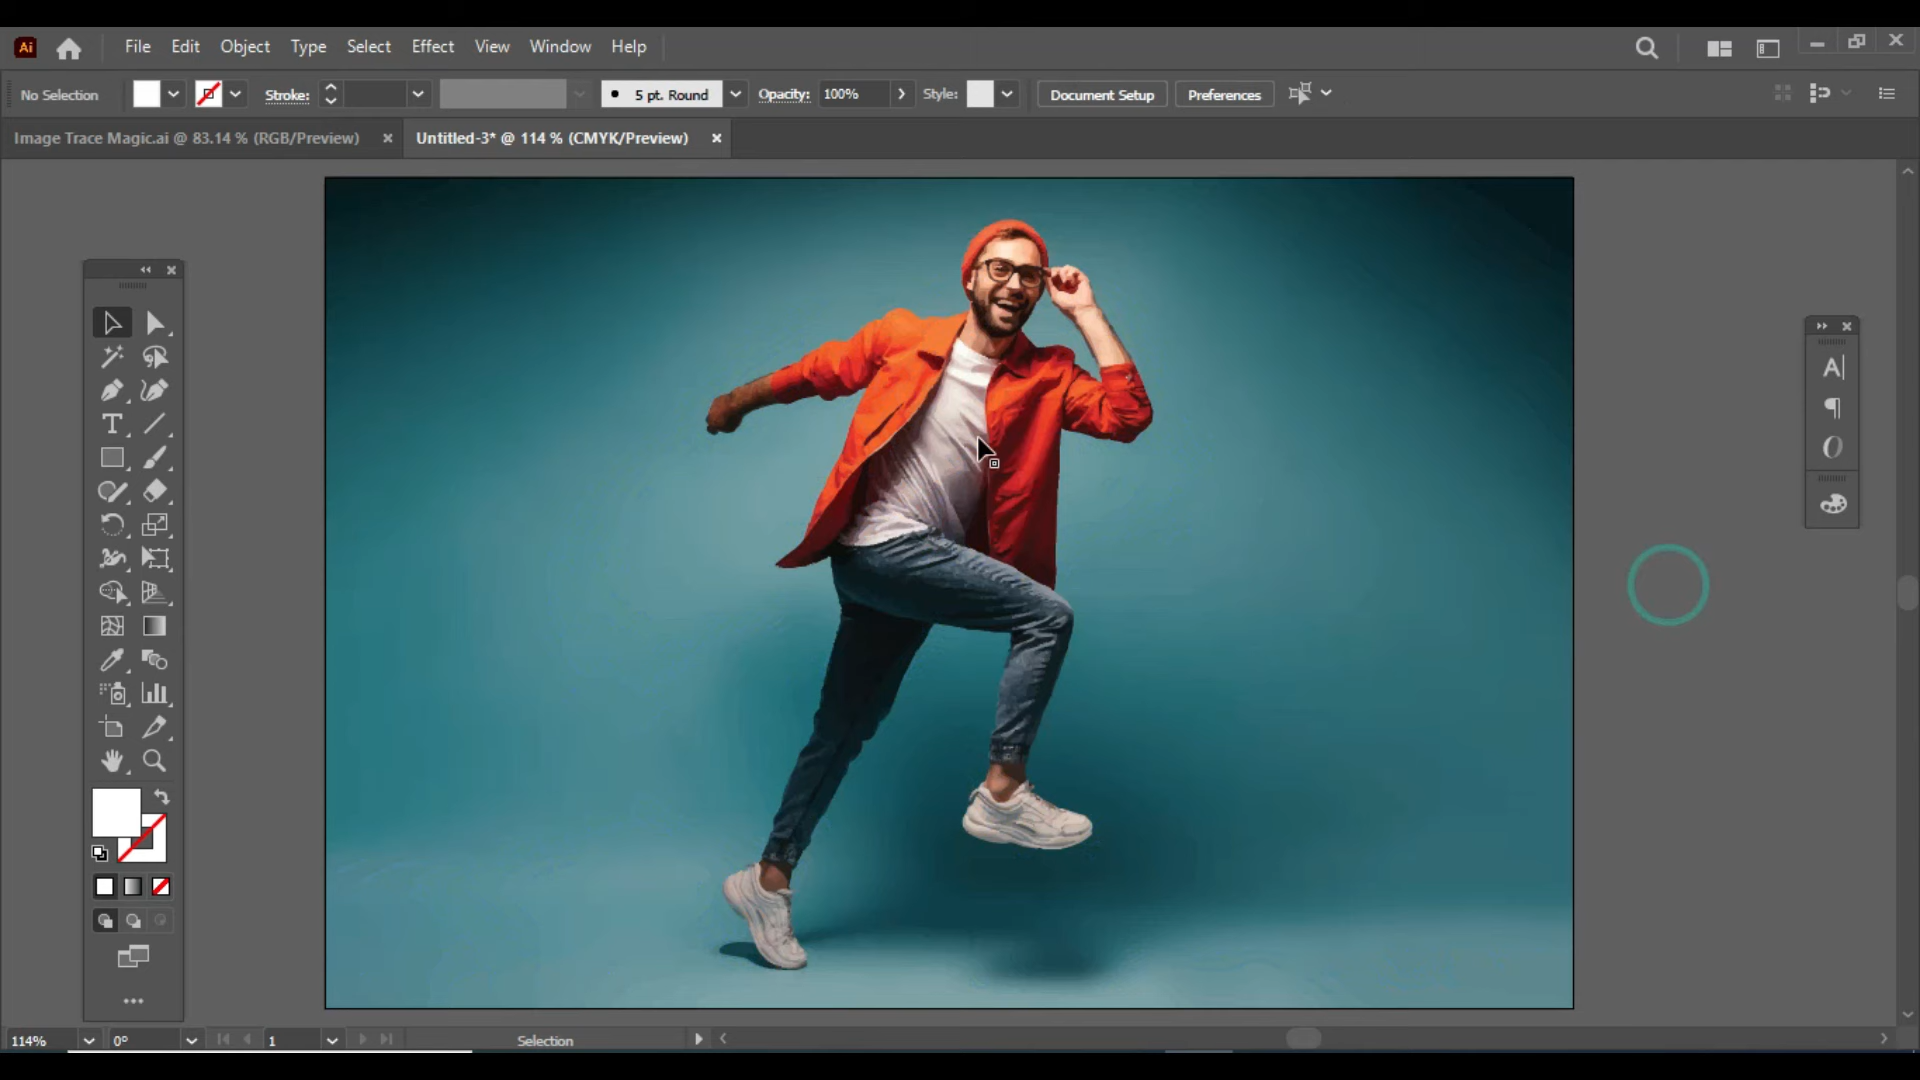 Ai File Edit Object Type Select Effect View Window Help
No Selection Stroke: 5 pt. Round Opacity: 100% Style: Document Setup Preferences
Image Trace Magic.ai @ 83.14 % (RGB/Preview) Untitled-3* @ 114 % (CMYK/Preview)
114% 0° 1 Selection